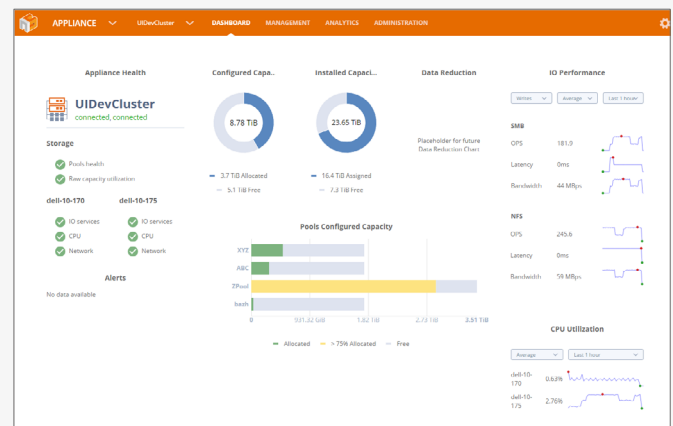 APPLIANCE UIDevCluster DASHBOARD MANAGEMENT ANALYTICS ADMINISTRATION
Appliance Health
UIDevCluster
connected, connected
Storage
Pools health
Raw capacity utilization
dell-10-170 dell-10-175
IO services IO services
CPU CPU
Network Network
Alerts
No data available
Configured Capa..
8.78 TiB
3.7 TiB Allocated
5.1 TiB Free
Installed Capaci...
23.65 TiB
16.4 TiB Assigned
7.3 TiB Free
Data Reduction
Placeholder for future
Data Reduction Chart
Pools Configured Capacity
XYZ
ABC
ZPool
bash
0 931.32 GiB 1.82 TiB 2.73 TiB 3.51 TiB
Allocated > 75% Allocated Free
IO Performance
Writes Average Last 1 hour
SMB
OPS 181.9
Latency 0ms
Bandwidth 44 MBps
NFS
OPS 245.6
Latency 0ms
Bandwidth 59 MBps
CPU Utilization
Average Last 1 hour
dell-10-
170 0.63%
dell-10-
175 2.76%